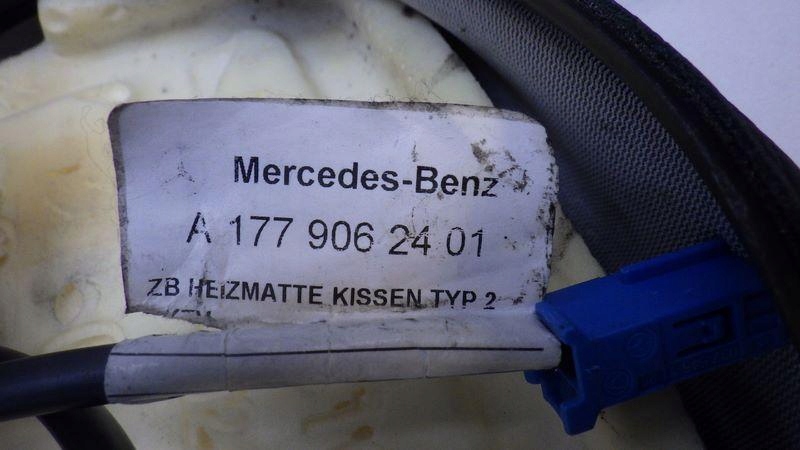 Mercedes-Benz
A 177 906 24 01
ZB HEIZMATTE KISSEN TYP 2